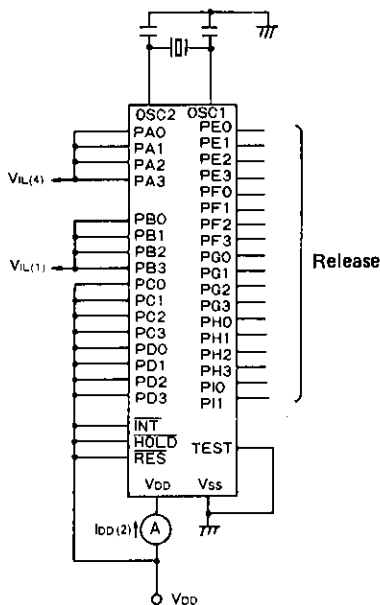 OSC2 OSC1
PA0
PA1
PA2
PA3
VIL(4)
PB0
PB1
PB2
PB3
VIL(1)
PC0
PC1
PC2
PC3
PD0
PD1
PD2
PD3
INT
HOLD
RES
PE0
PE1
PE2
PE3
PF0
PF1
PF2
PF3
PG0
PG1
PG2
PG3
PH0
PH1
PH2
PH3
PI0
PI1
Release
TEST
VDD VSS
IDD(2) A
VDD